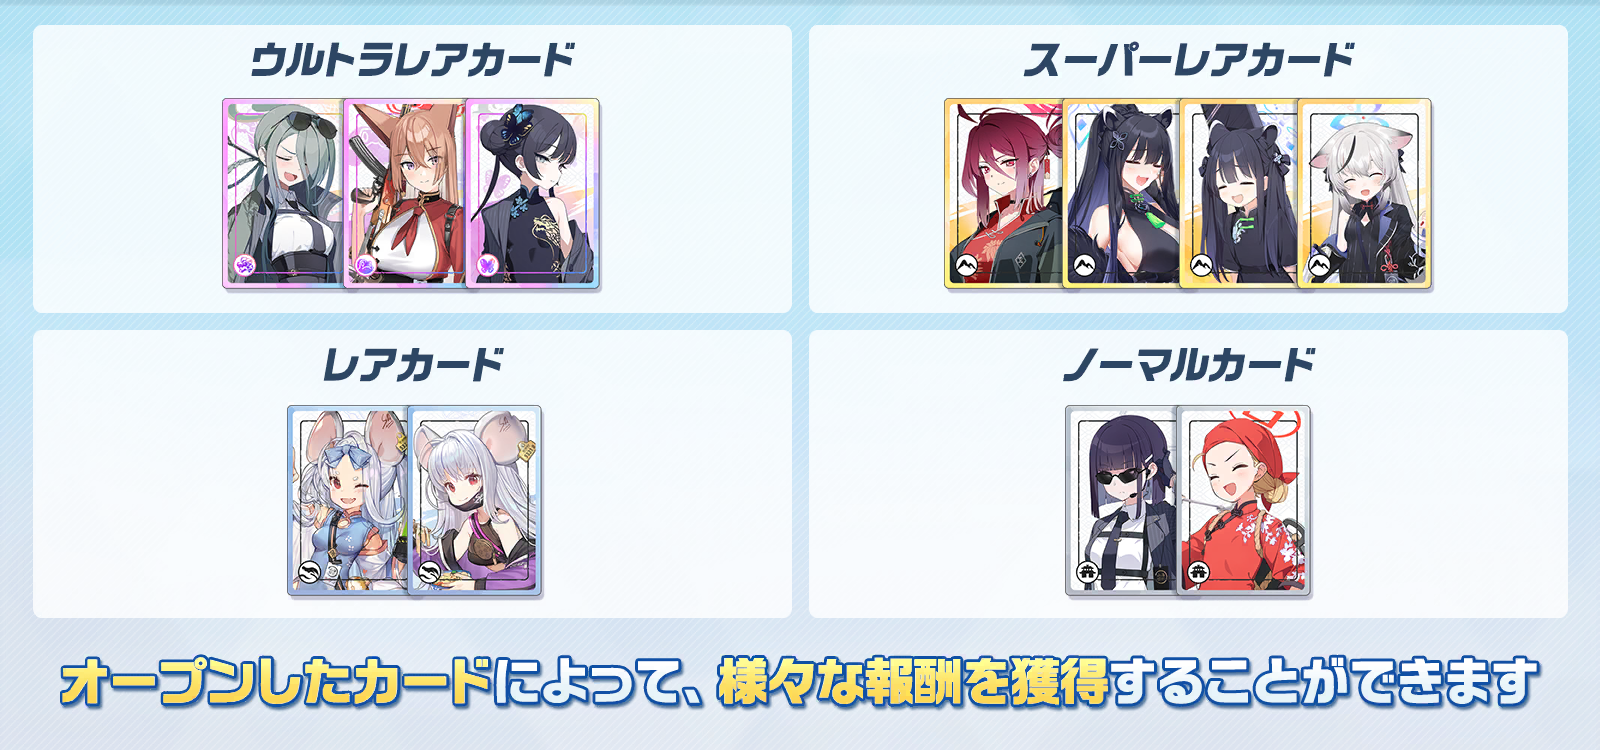 ウルトラレアカード
スーパーレアカード
レアカード
ノーマルカード
オープンしたカードによって、様々な報酬を獲得することができます